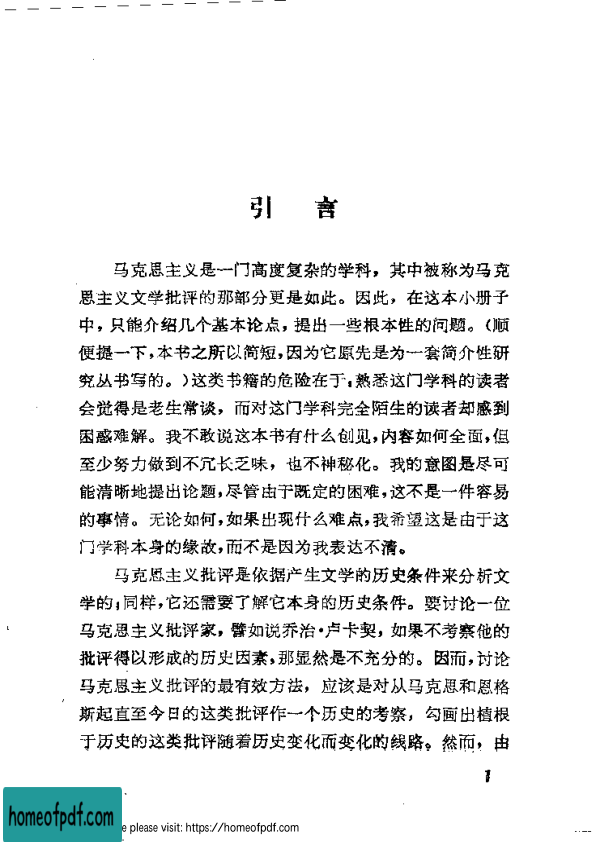 引言
马克思主义是一门高度复杂的学科，其中被称为马克
思主义文学批评的那部分更是如此。因此，在这本小册子
中，只能介绍几个基本论点，提出一些根本性的问题。（顺
便提一下，本书之所以简短，因为它原先是为一套简介性研
究丛书写的。）这类书籍的危险在于，熟悉这门学科的读者
会觉得是老生常谈，而对这门学科完全陌生的读者却感到
困惑难解。我不敢说这本书有什么创见，内容如何全面，但
至少努力做到不冗长乏味，也不神秘化。我的意图是尽可
能清晰地提出论题，尽管由于既定的困难，这不是一件容易
的事情。无论如何，如果出现什么难点，我希望这是由于这
门学科本身的缘故，而不是因为我表达不清。
马克思主义批评是依据产生文学的历史条件来分析文
学的；同样，它还需要了解它本身的历史条件。要讨论一位
马克思主义批评家，譬如说乔治·卢卡契，如果不考察他的
批评得以形成的历史因素，那显然是不充分的。因而，讨论
马克思主义批评的最有效方法，应该是对从马克思和恩格
斯起直至今日的这类批评作一个历史的考察，勾画出植根
于历史的这类批评随着历史变化而变化的线路。然而，由
1
homeofpdf.com
e please visit: https://homeofpdf.com